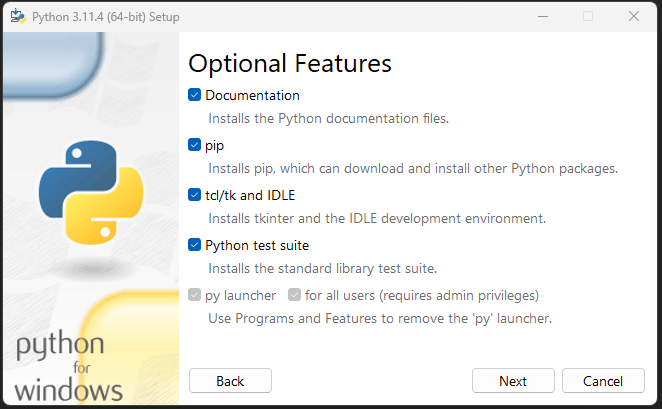 Python 3.11.4 (64-bit) Setup
Optional Features
Documentation
Installs the Python documentation files.
pip
Installs pip, which can download and install other Python packages.
tcl/tk and IDLE
Installs tkinter and the IDLE development environment.
Python test suite
Installs the standard library test suite.
py launcher for all users (requires admin privileges)
Use Programs and Features to remove the 'py' launcher.
python
for
windows
Back Next Cancel